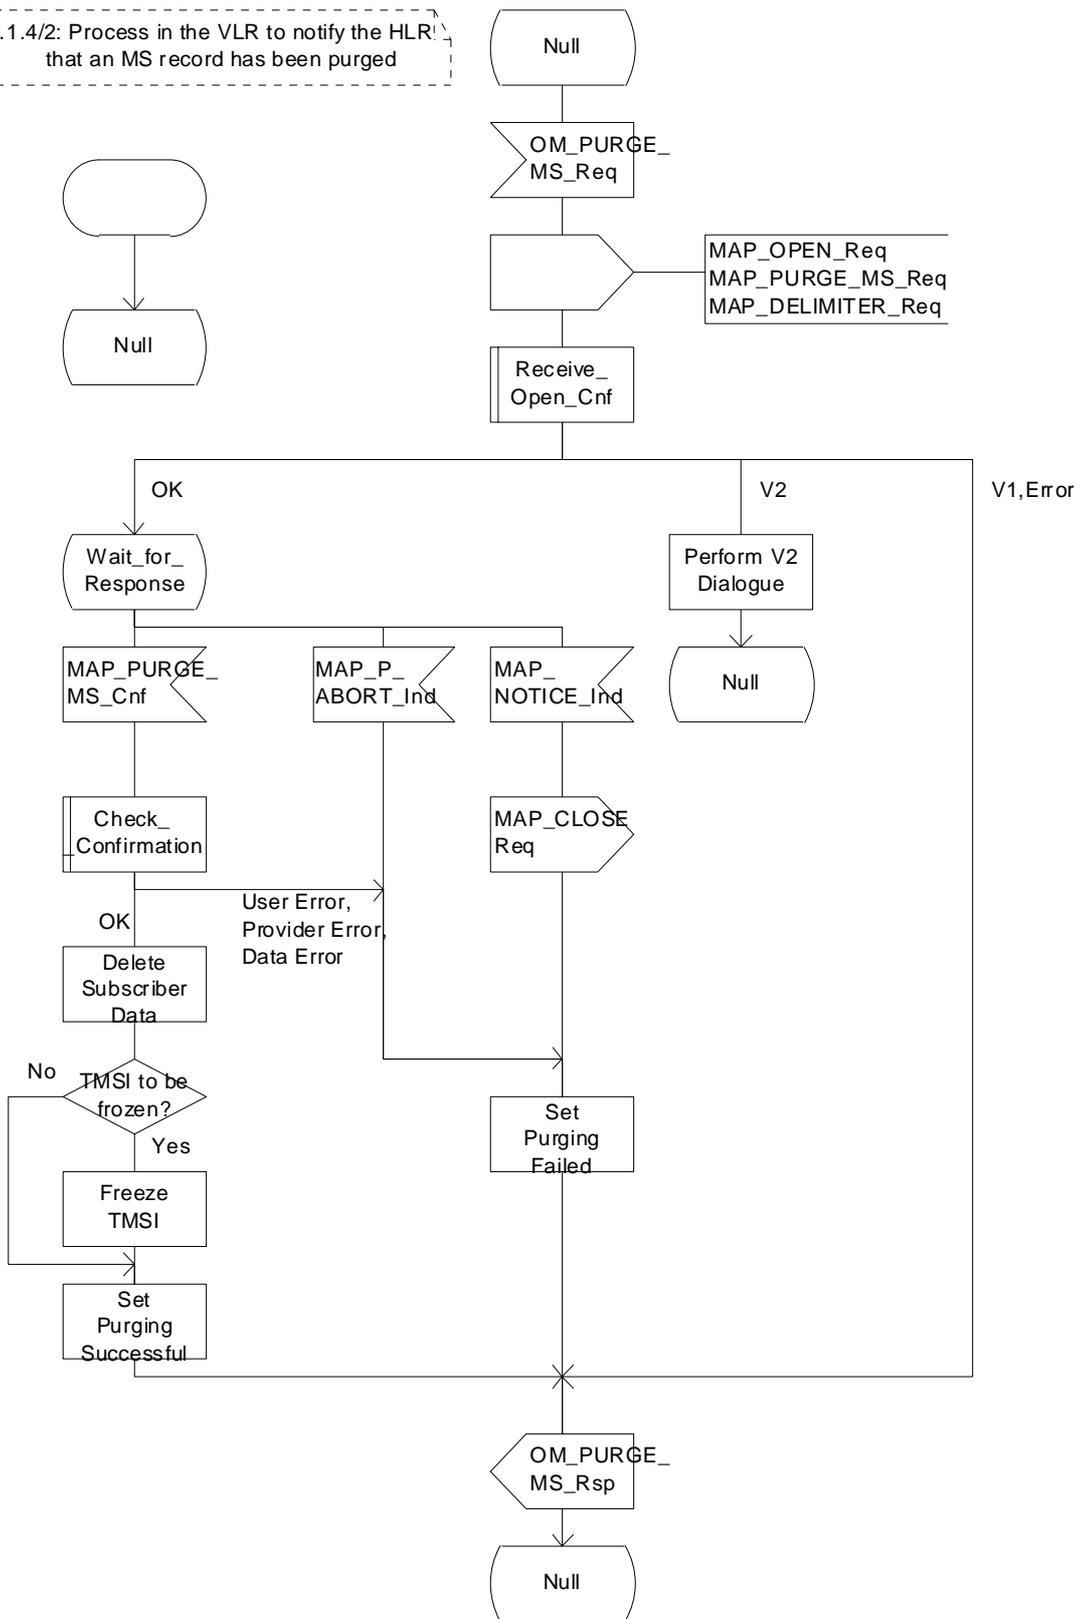 .1.4/2: Process in the VLR to notify the HLR
that an MS record has been purged
Null
OM_PURGE_
MS_Req
MAP_OPEN_Req
MAP_PURGE_MS_Req
MAP_DELIMITER_Req
Null
Receive_
Open_Cnf
OK
V2
V1,Error
Wait_for_
Response
Perform V2
Dialogue
MAP_PURGE_
MS_Cnf
MAP_P_
ABORT_Ind
MAP_
NOTICE_Ind
Null
Check_
Confirmation
MAP_CLOSE_
Req
User Error,
Provider Error,
Data Error
OK
Delete
Subscriber
Data
No
TMSI to be
frozen?
Yes
Set
Purging
Failed
Freeze
TMSI
Set
Purging
Successful
OM_PURGE_
MS_Rsp
Null